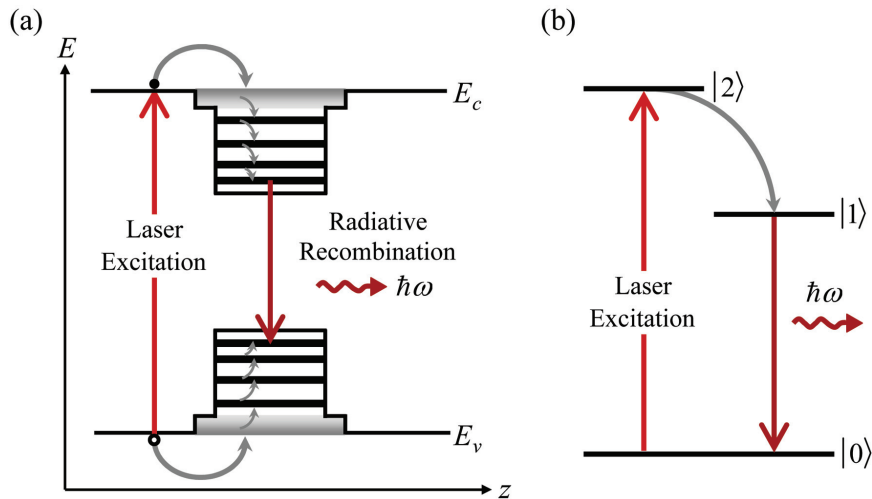 (a)
E
E_c
Laser
Excitation
Radiative
Recombination
ħω
E_v
z
(b)
|2⟩
|1⟩
Laser
Excitation
ħω
|0⟩